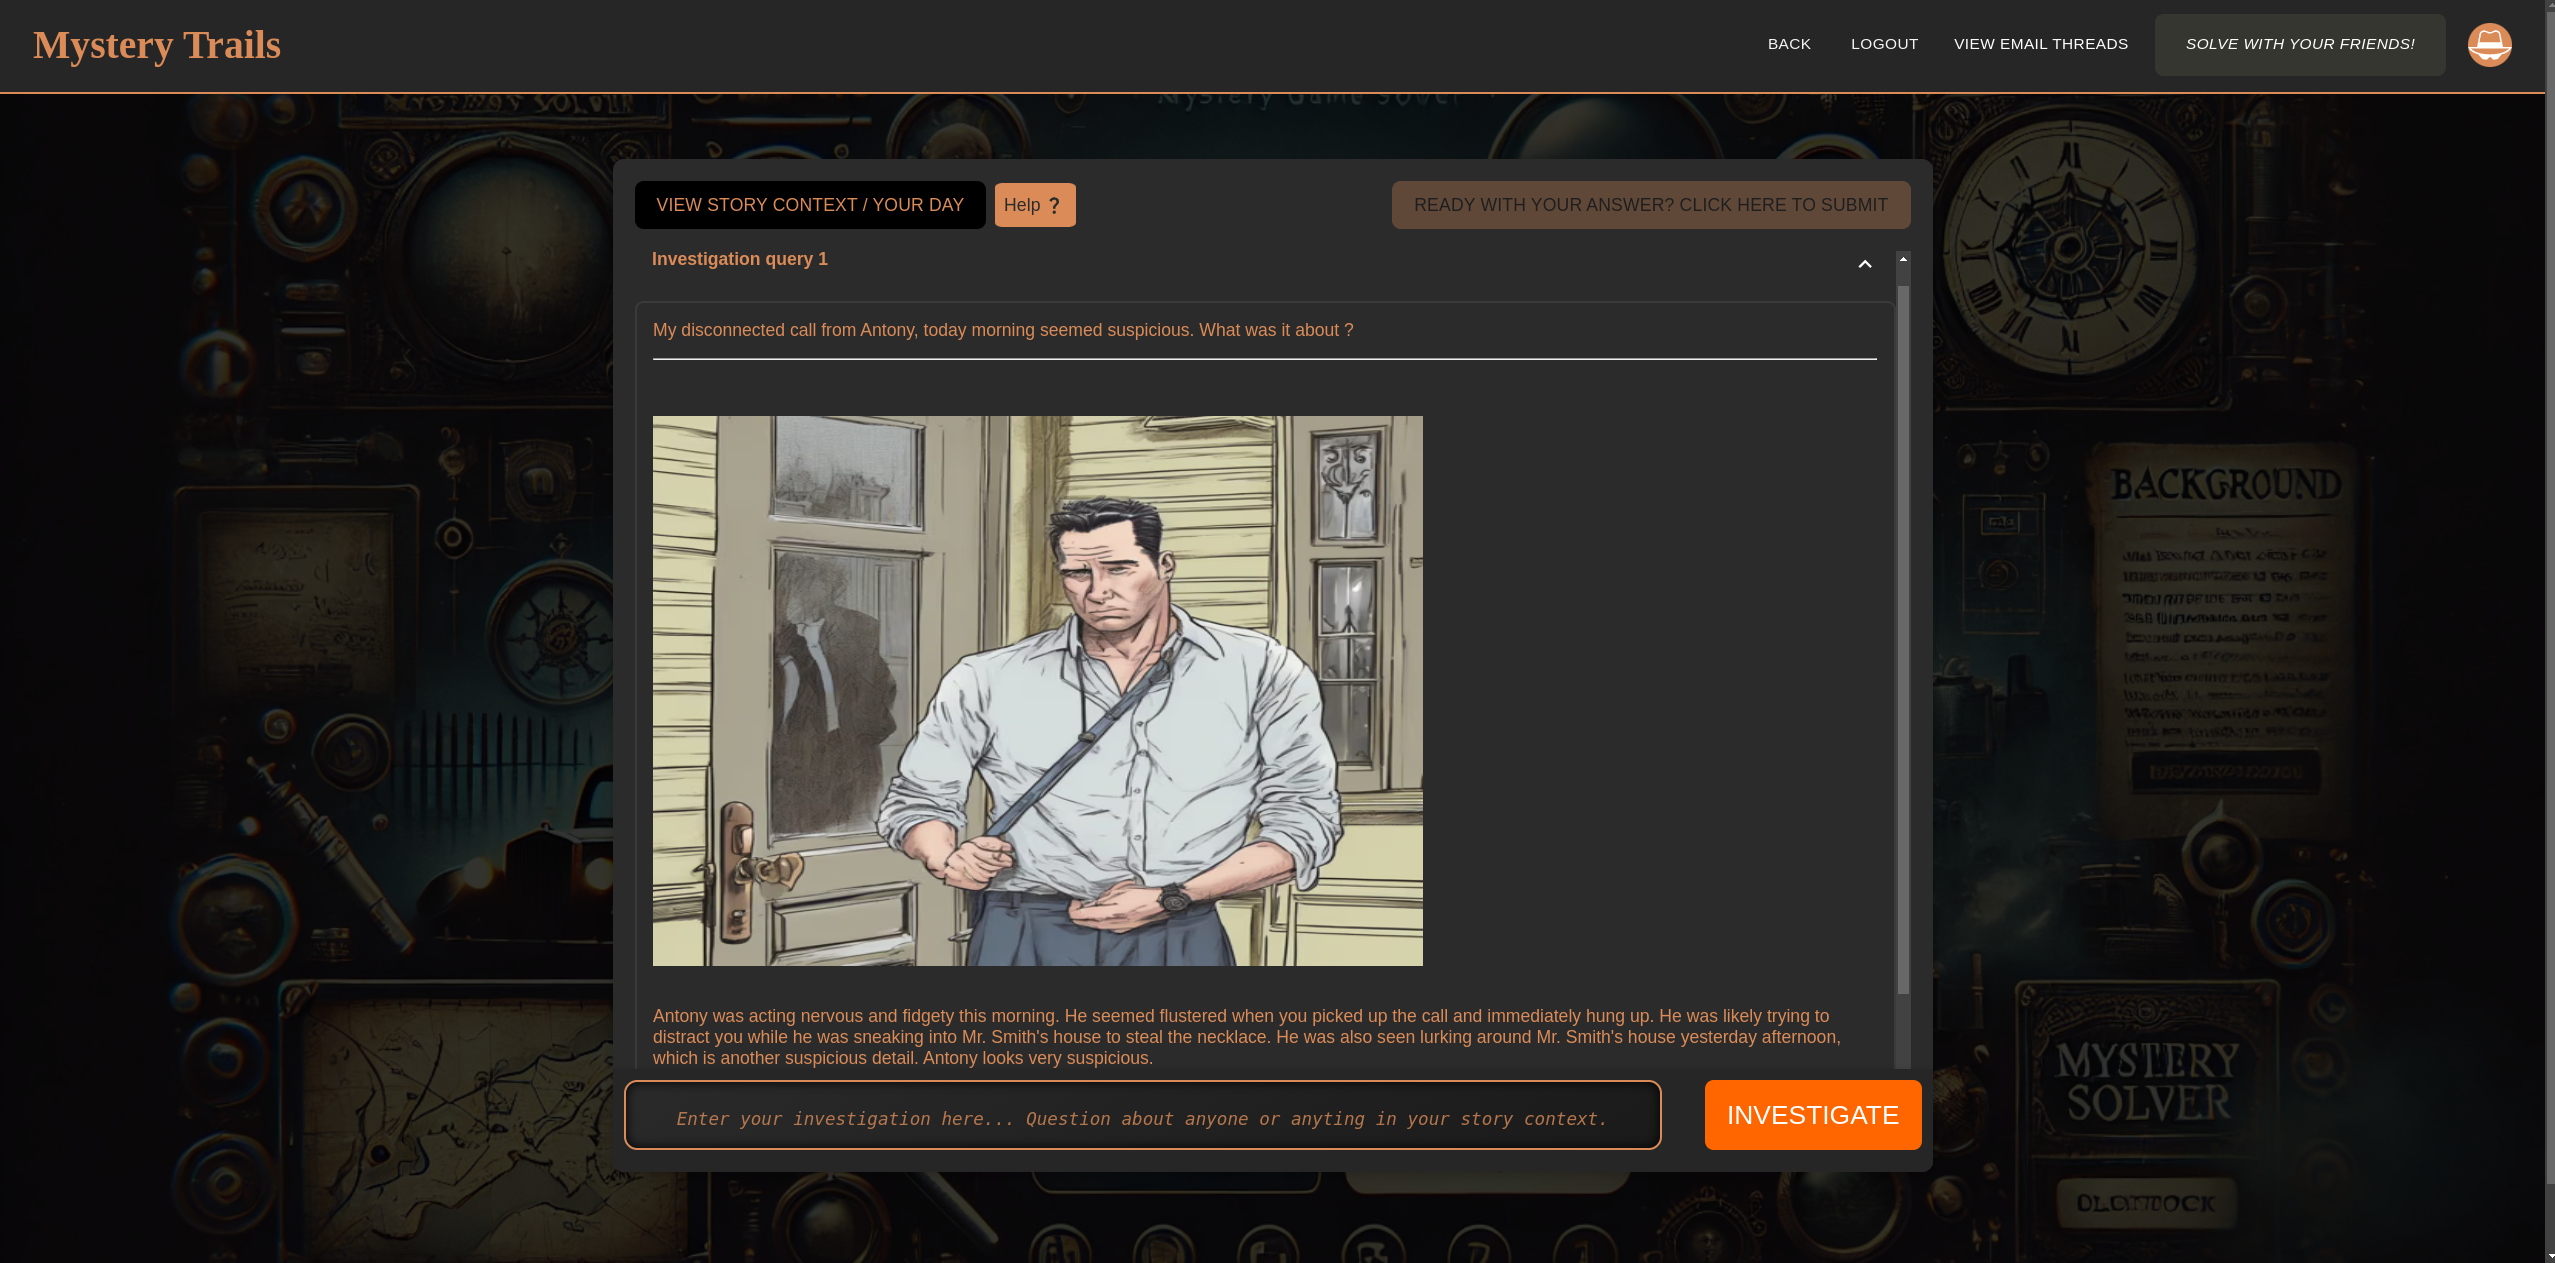 Mystery Trails
BACK
LOGOUT
VIEW EMAIL THREADS
SOLVE WITH YOUR FRIENDS!
Mystery Game Sower
VIEW STORY CONTEXT / YOUR DAY
Help ?
READY WITH YOUR ANSWER? CLICK HERE TO SUBMIT
Investigation query 1
My disconnected call from Antony, today morning seemed suspicious. What was it about ?
BACKGROUND
Antony was acting nervous and fidgety this morning. He seemed flustered when you picked up the call and immediately hung up. He was likely trying to
distract you while he was sneaking into Mr. Smith's house to steal the necklace. He was also seen lurking around Mr. Smith's house yesterday afternoon,
which is another suspicious detail. Antony looks very suspicious.
MYSTERY
SOLVER
Enter your investigation here... Question about anyone or anyting in your story context.
INVESTIGATE